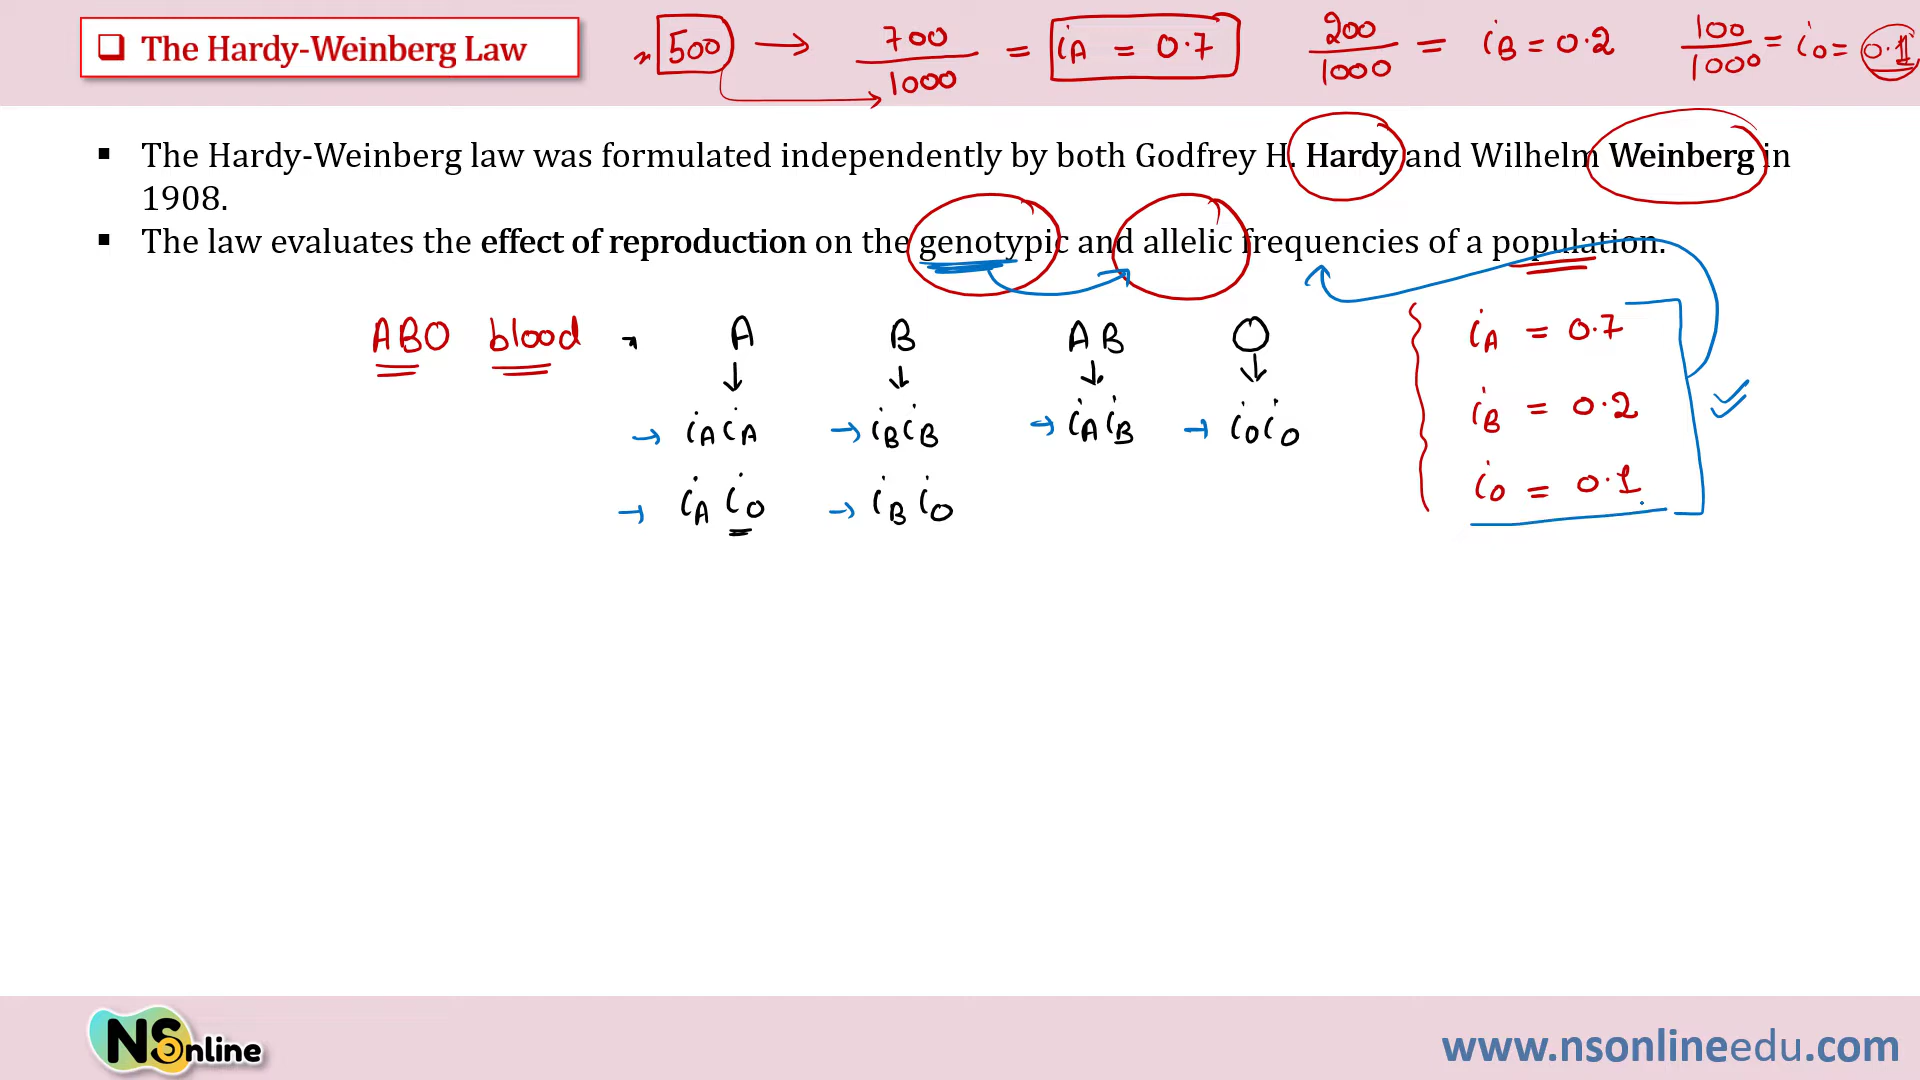 ❑ The Hardy-Weinberg Law
500 → 700/1000 = iA = 0.7 200/1000 = iB = 0.2 100/1000 = iO = 0.1
▪ The Hardy-Weinberg law was formulated independently by both Godfrey H. Hardy and Wilhelm Weinberg in
1908.
▪ The law evaluates the effect of reproduction on the genotypic and allelic frequencies of a population.
ABO blood A B AB O
→ iAiA → iBiB → iAiB → iOiO
→ iAiO → iBiO
iA = 0.7
iB = 0.2
iO = 0.1
NSOnline
www.nsonlineedu.com